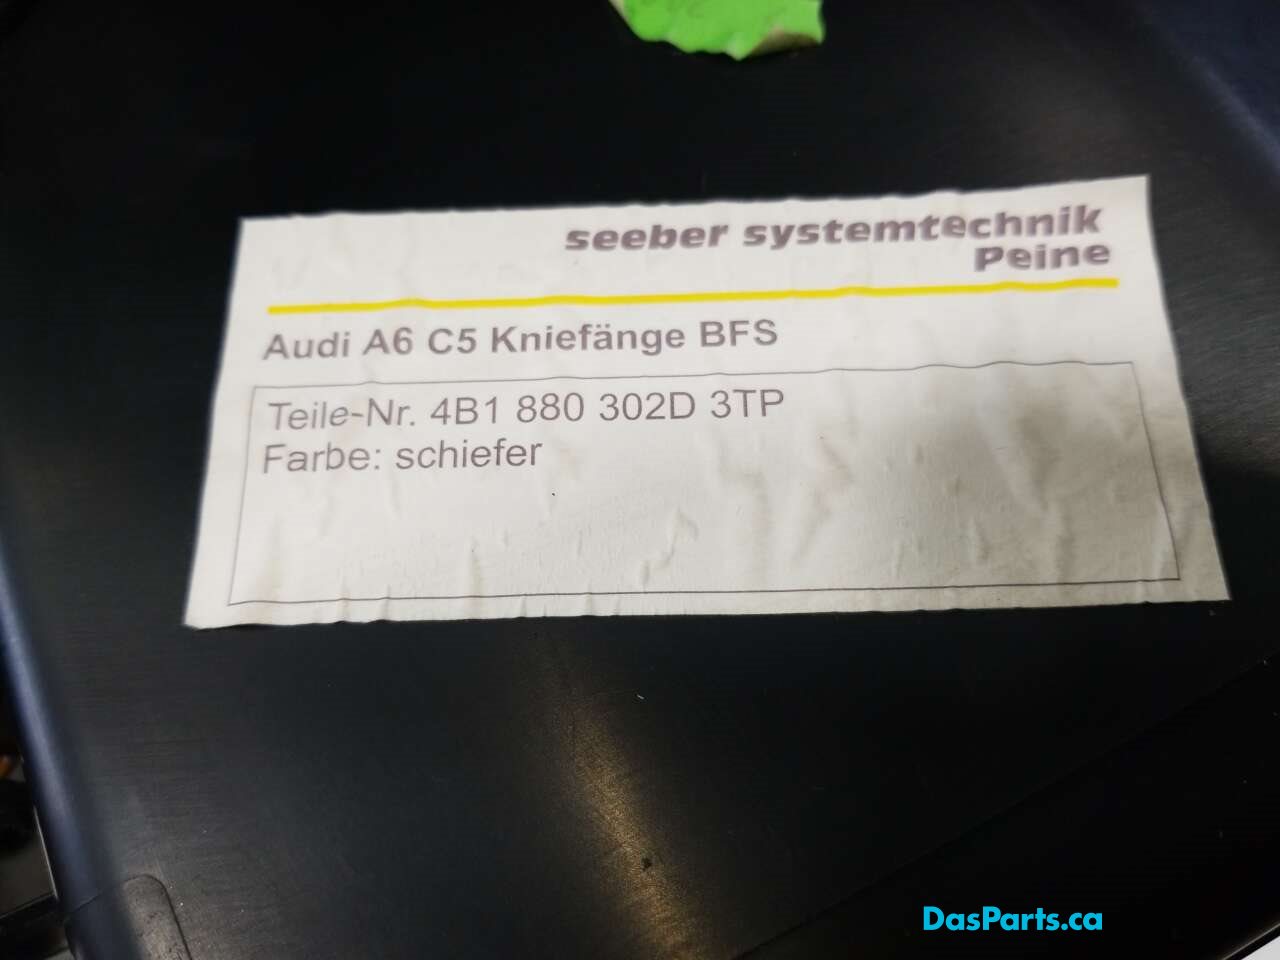 seeber systemtechnik
Peine
Audi A6 C5 Kniefänge BFS
Teile-Nr. 4B1 880 302D 3TP
Farbe: schiefer
DasParts.ca